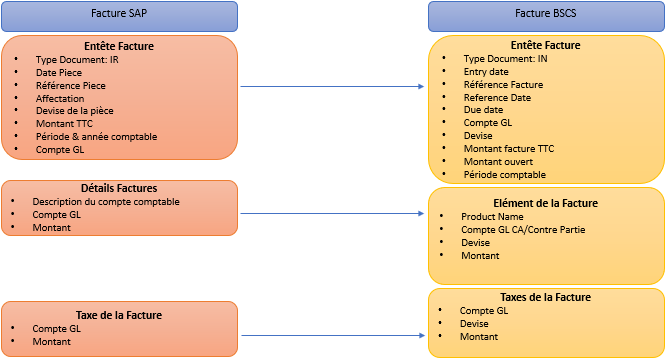 Facture SAP
Entête Facture
• Type Document: IR
• Date Piece
• Référence Piece
• Affectation
• Devise de la pièce
• Montant TTC
• Période & année comptable
• Compte GL
Détails Factures
• Description du compte comptable
• Compte GL
• Montant
Taxe de la Facture
• Compte GL
• Montant
Facture BSCS
Entête Facture
• Type Document: IN
• Entry date
• Référence Facture
• Reference Date
• Due date
• Compte GL
• Devise
• Montant facture TTC
• Montant ouvert
• Période comptable
Elément de la Facture
• Product Name
• Compte GL CA/Contre Partie
• Devise
• Montant
Taxes de la Facture
• Compte GL
• Devise
• Montant